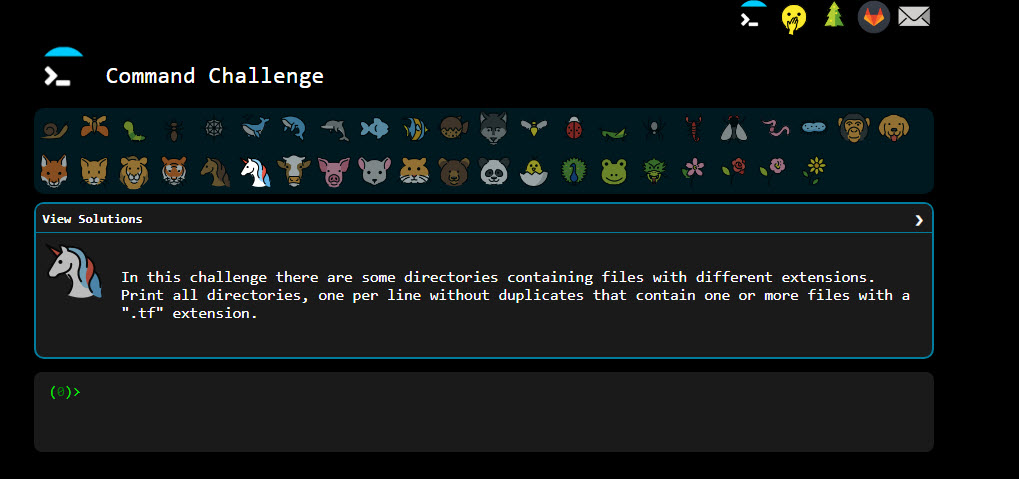 Command Challenge
View Solutions
In this challenge there are some directories containing files with different extensions.
Print all directories, one per line without duplicates that contain one or more files with a
".tf" extension.
(0)>